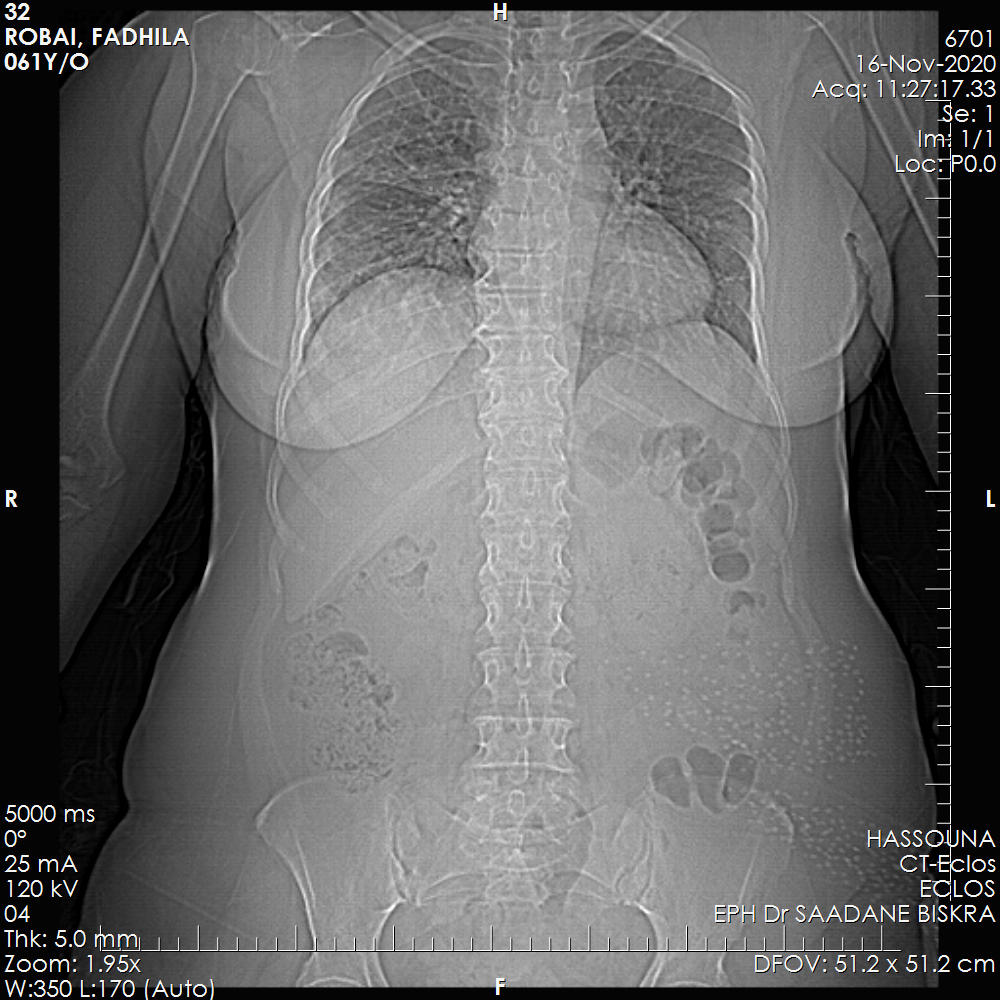 32
ROBAI, FADHILA
061Y/O
H
6701
16-Nov-2020
Acq: 11:27:17.33
Se: 1
Im: 1/1
Loc: P0.0
R
L
5000 ms
0°
25 mA
120 kV
04
Thk: 5.0 mm
Zoom: 1.95x
W:350 L:170 (Auto)
F
HASSOUNA
CT-Eclos
ECLOS
EPH Dr SAADANE BISKRA
DFOV: 51.2 x 51.2 cm